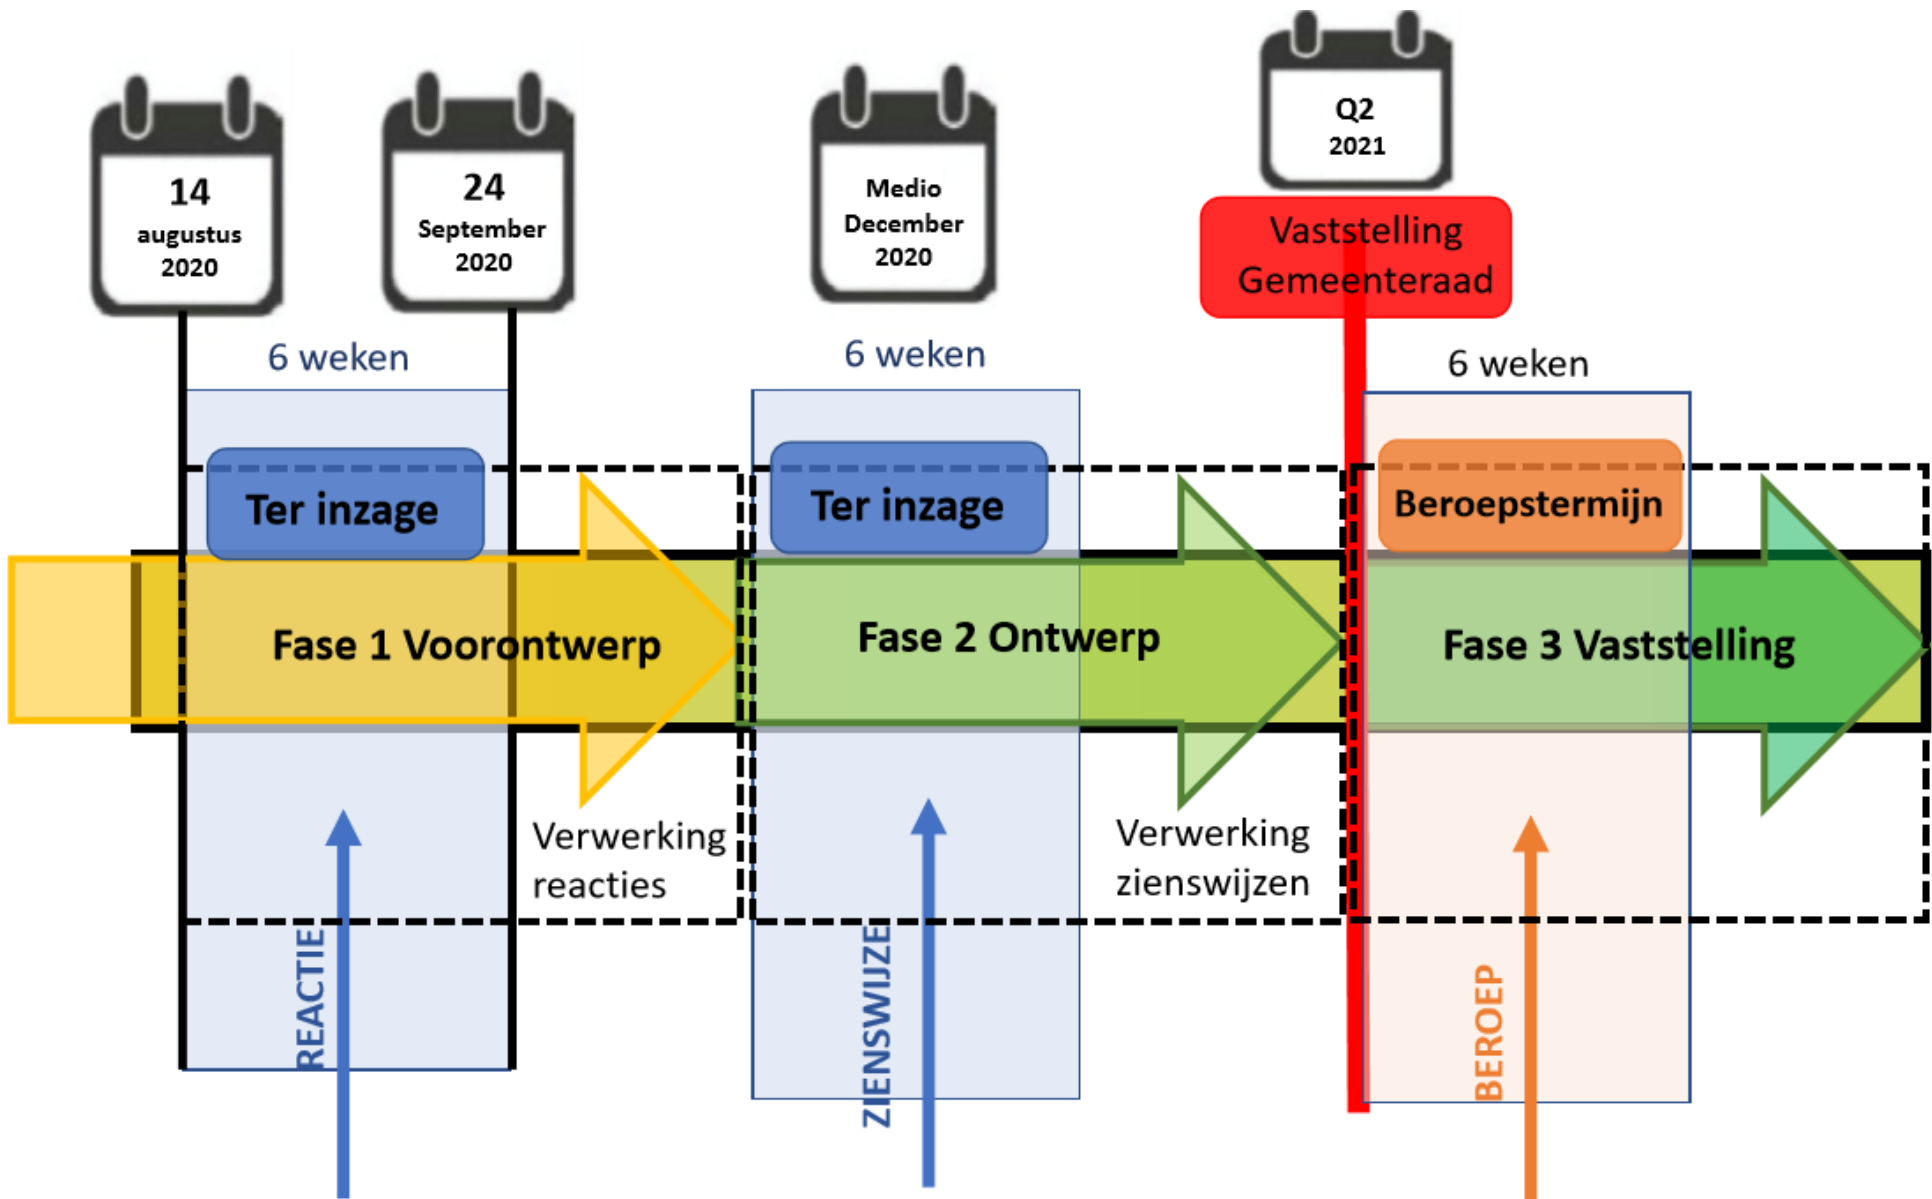 14
augustus
2020
24
September
2020
Medio
December
2020
Q2
2021
Vaststelling
Gemeenteraad
6 weken
6 weken
6 weken
Ter inzage
Ter inzage
Beroepstermijn
Fase 1 Voorontwerp
Fase 2 Ontwerp
Fase 3 Vaststelling
Verwerking
reacties
Verwerking
zienswijzen
REACTIE
ZIENSWIJZE
BEROEP